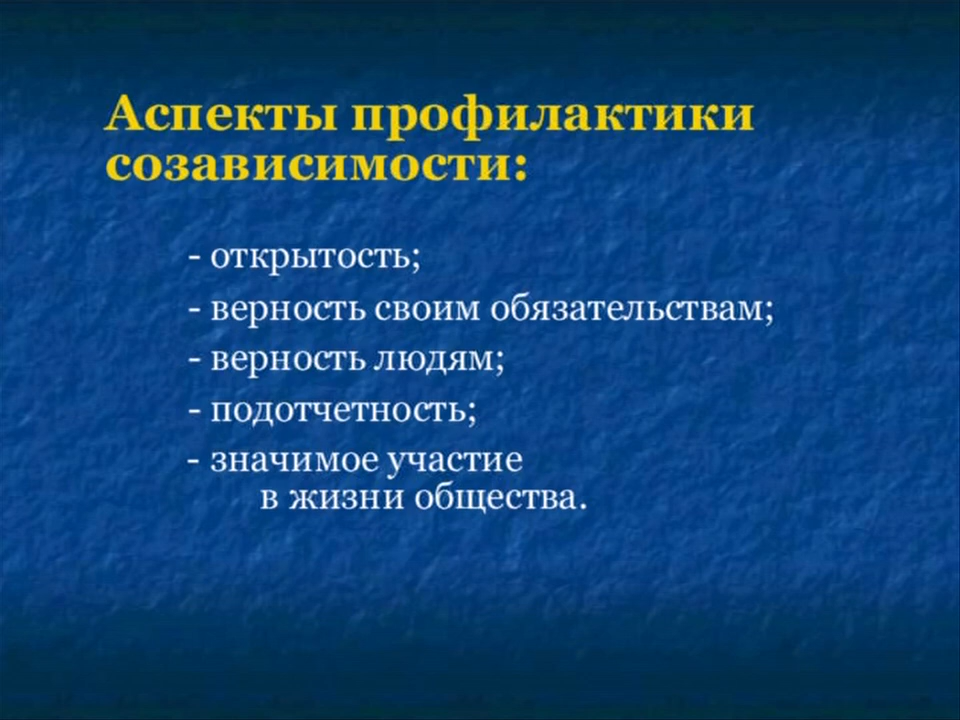 Аспекты профилактики
созависимости:
- открытость;
- верность своим обязательствам;
- верность людям;
- подотчетность;
- значимое участие
в жизни общества.